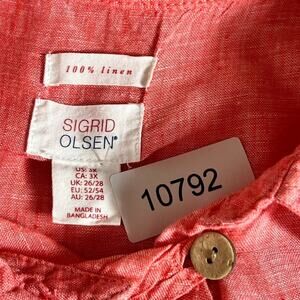 100% linen
SIGRID
OLSEN®
US: 3X
CA: 3X
UK: 26/28
EU: 52/54
AU: 26/28
MADE IN
BANGLADESH
10792